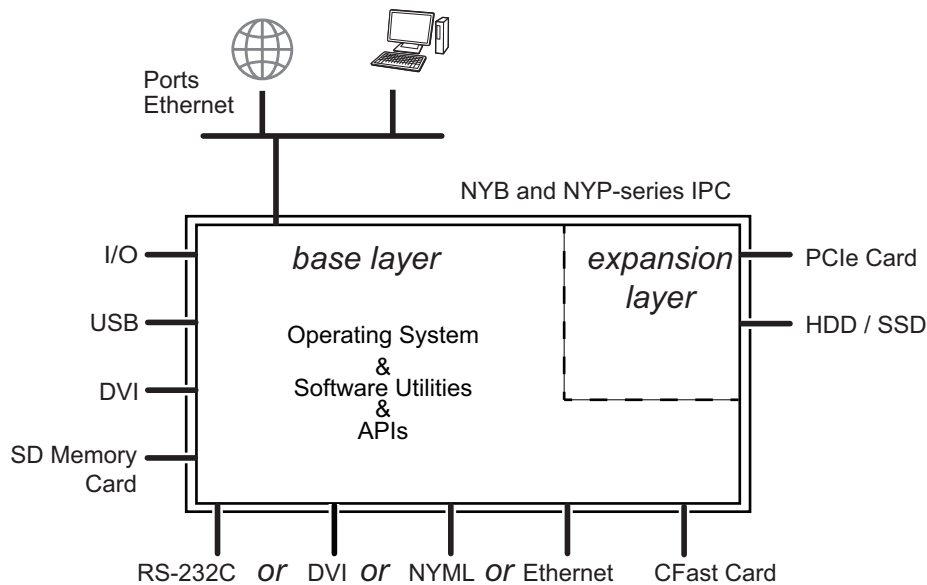 Ports
Ethernet
NYB and NYP-series IPC
I/O
base layer
expansion
layer
PCIe Card
USB
Operating System
&
Software Utilities
&
APIs
HDD / SSD
DVI
SD Memory
Card
RS-232C or DVI or NYML or Ethernet
CFast Card